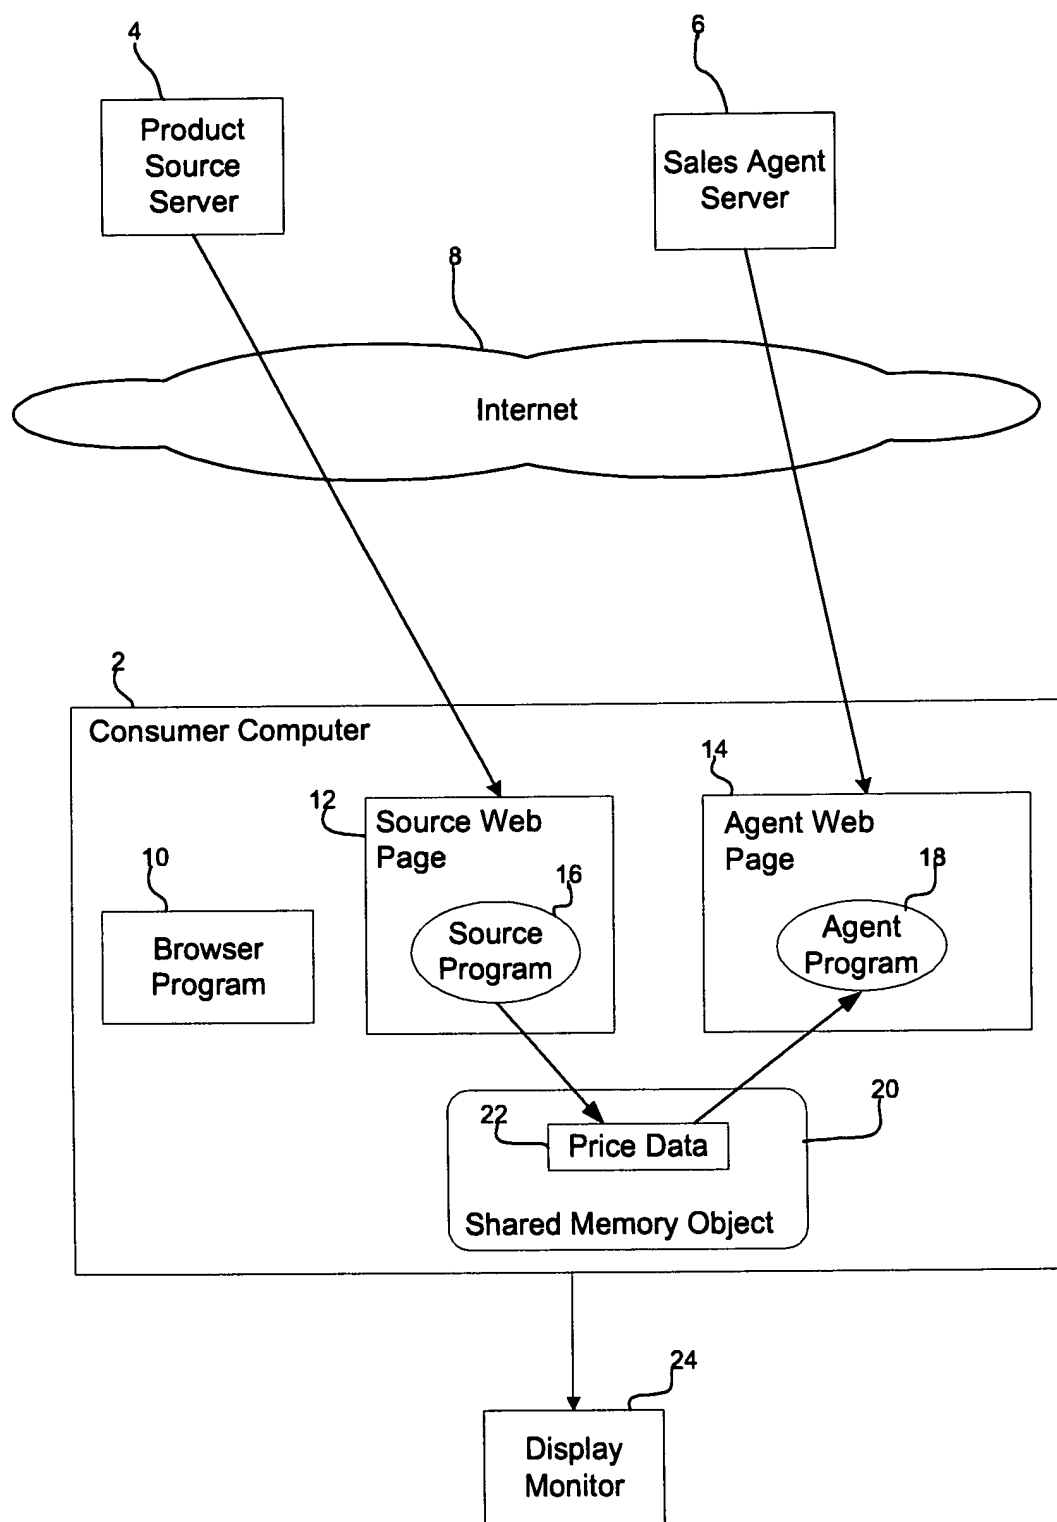 4
6
Product
Source
Server
Sales Agent
Server
8
Internet
2
Consumer Computer
12
14
Source Web
Page
Agent Web
Page
10
16
18
Browser
Program
Source
Program
Agent
Program
20
22
Price Data
Shared Memory Object
24
Display
Monitor